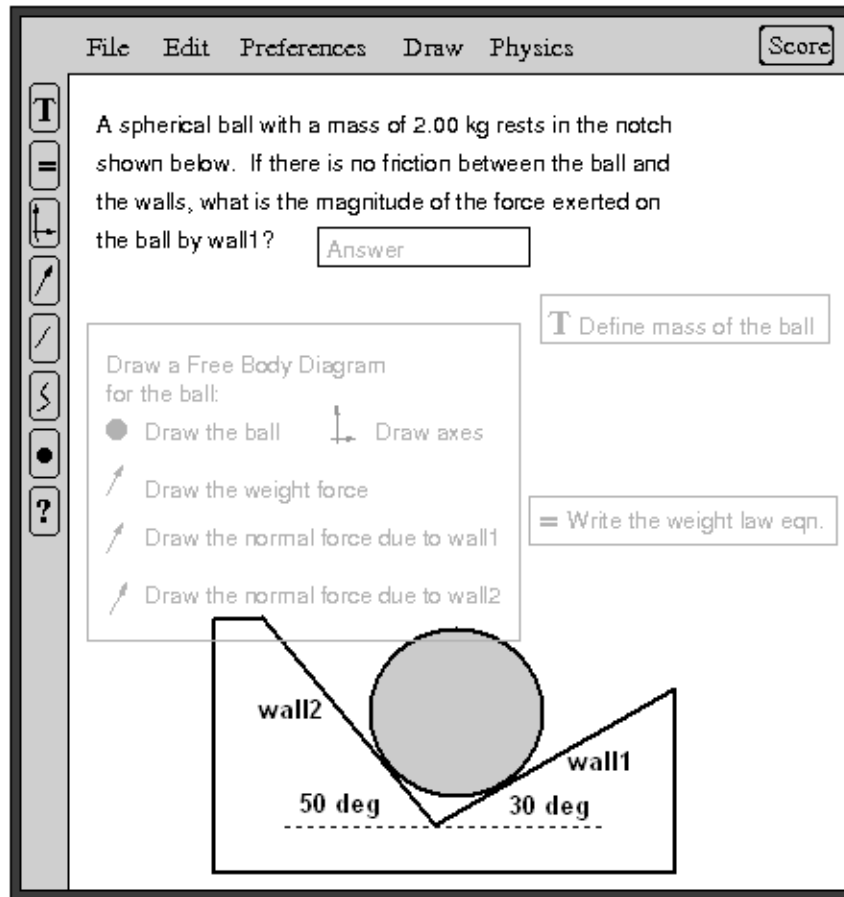 File Edit Preferences Draw Physics Score
T
=
?
A spherical ball with a mass of 2.00 kg rests in the notch
shown below. If there is no friction between the ball and
the walls, what is the magnitude of the force exerted on
the ball by wall1? Answer
T Define mass of the ball
Draw a Free Body Diagram
for the ball:
Draw the ball Draw axes
Draw the weight force
= Write the weight law eqn.
Draw the normal force due to wall1
Draw the normal force due to wall2
wall2
wall1
50 deg 30 deg